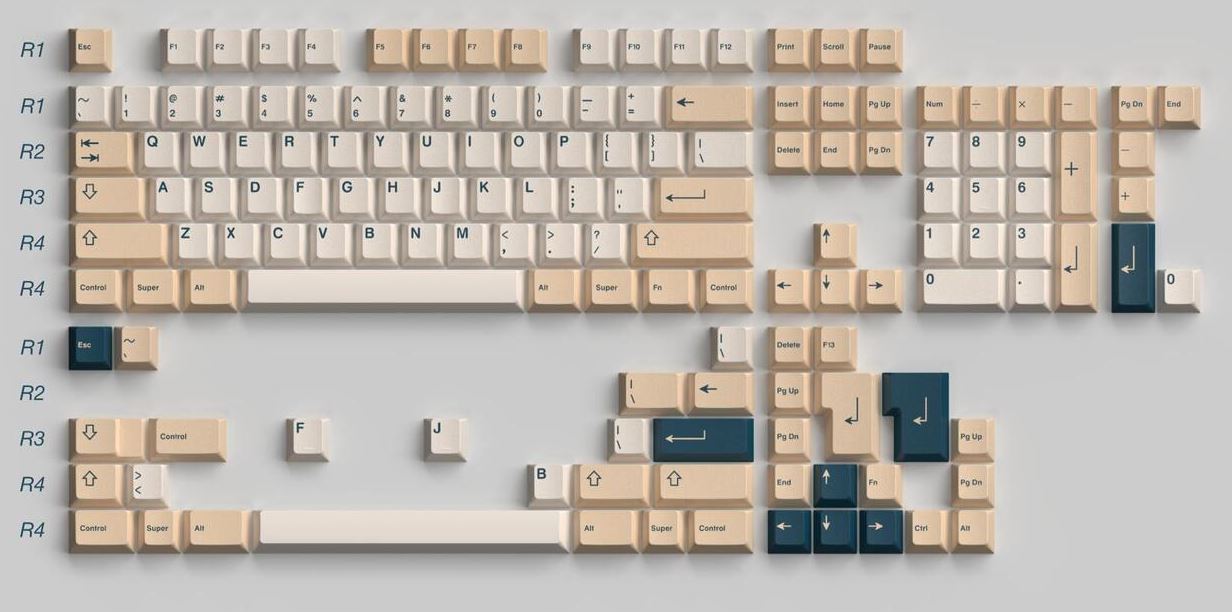 R1 Esc F1 F2 F3 F4 F5 F6 F7 F8 F9 F10 F11 F12 Print Scroll Pause
R1 ~ ` ! 1 @ 2 # 3 $ 4 % 5 ^ 6 & 7 * 8 ( 9 ) 0 — – + = ← Insert Home Pg Up Num ÷ × − Pg Dn End
R2 ⇤ ⇥ Q W E R T Y U I O P { [ } ] | \ Delete End Pg Dn 7 8 9 + −
R3 ⇩ A S D F G H J K L : ; " ' ↵ 4 5 6 +
R4 ⇧ Z X C V B N M < , > . ? / ⇧ ↑ 1 2 3 ↵ ↵
R4 Control Super Alt Alt Super Fn Control ← ↓ → 0 . 0
R1 Esc ~ ` | \ Delete F13
R2 | \ ← Pg Up ↵ ↵
R3 ⇩ Control F J | \ ↵ Pg Dn Pg Up
R4 ⇧ > < B ⇧ ⇧ End ↑ Fn Pg Dn
R4 Control Super Alt Alt Super Control ← ↓ → Ctrl Alt